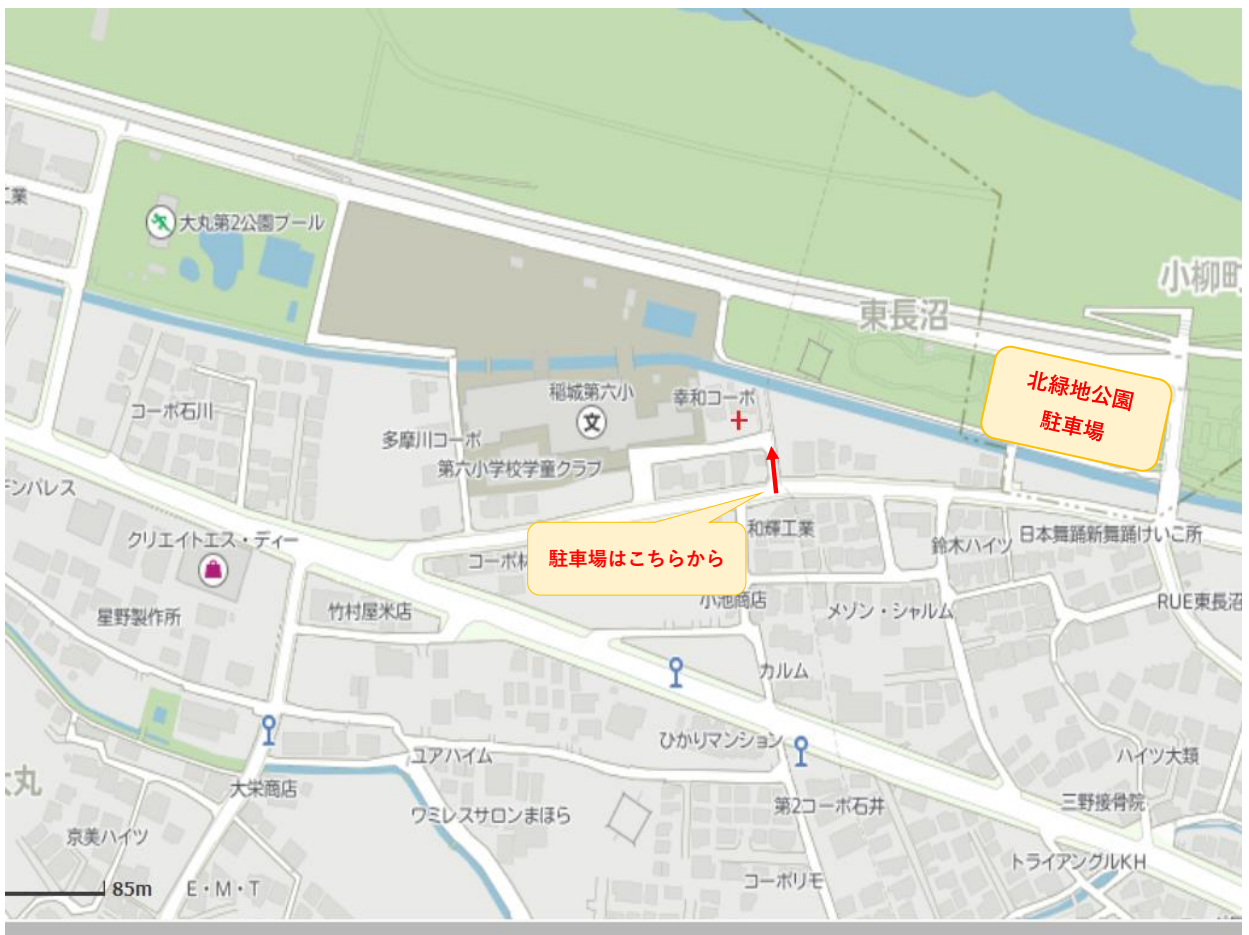 工業
大丸第2公園プール
小柳町
東長沼
北緑地公園
駐車場
稲城第六小
文
幸和コーポ
コーポ石川
多摩川コーポ
第六小学校学童クラブ
デンパレス
クリエイトエス・ディー
和輝工業
日本舞踊新舞踊けいこ所
鈴木ハイツ
駐車場はこちらから
コーポ林
小池商店
RUE東長沼
竹村屋米店
メゾン・シャルム
星野製作所
カルム
ひかりマンション
ユアハイム
ハイツ大類
大丸
大栄商店
ワミレスサロンまほら
第2コーポ石井
三野接骨院
京美ハイツ
トライアングルKH
85m
E・M・T
コーポリモ